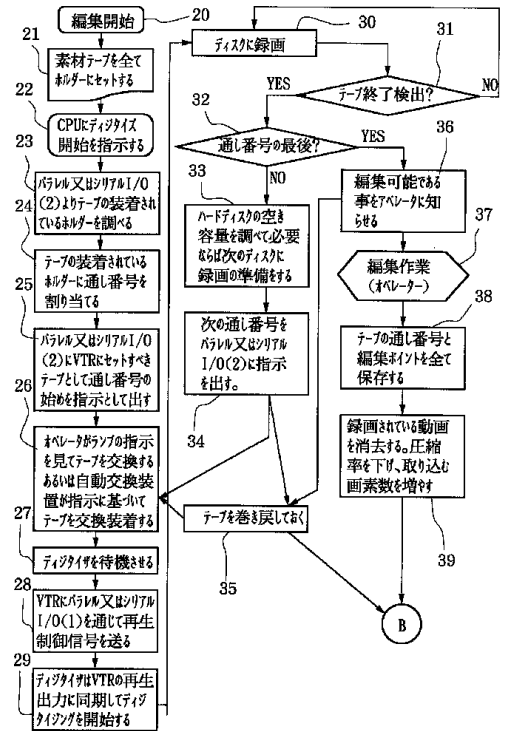 20
編集開始
21
素材テープを全て
ホルダーにセットする
22
CPUにディジタイズ
開始を指示する
23
パラレル又はシリアルI/O
(2)よりテープの装着され
ているホルダーを調べる
24
テープの装着されている
ホルダーに通し番号を
割り当てる
25
パラレル又はシリアルI/O
(2)にVTRにセットすべき
テープとして通し番号の
始めを指示として出す
26
オペレータがランプの指示
を見てテープを交換する
あるいは自動交換装
置が指示に基づいて
テープを交換装着する
27
ディジタイザを待機させる
28
VTRにパラレル又はシリアル
I/O(1)を通じて再生
制御信号を送る
29
ディジタイザはVTRの再生
出力に同期してディジ
タイジングを開始する
30
ディスクに録画
31
テープ終了検出?
YES
NO
32
通し番号の最後?
YES
NO
33
ハードディスクの空き
容量を調べて必要
ならば次のディスク
に録画の準備をする
次の通し番号を
パラレル又はシリアル
I/O(2)に指示
を出す。
34
テープを巻き戻しておく
35
36
編集可能である
事をアペレータに知
らせる
37
編集作業
(オペレーター)
38
テープの通し番号と
編集ポイントを全て
保存する
録画されている動画
を消去する。圧縮
率を下げ、取り込む
画素数を増やす
39
B